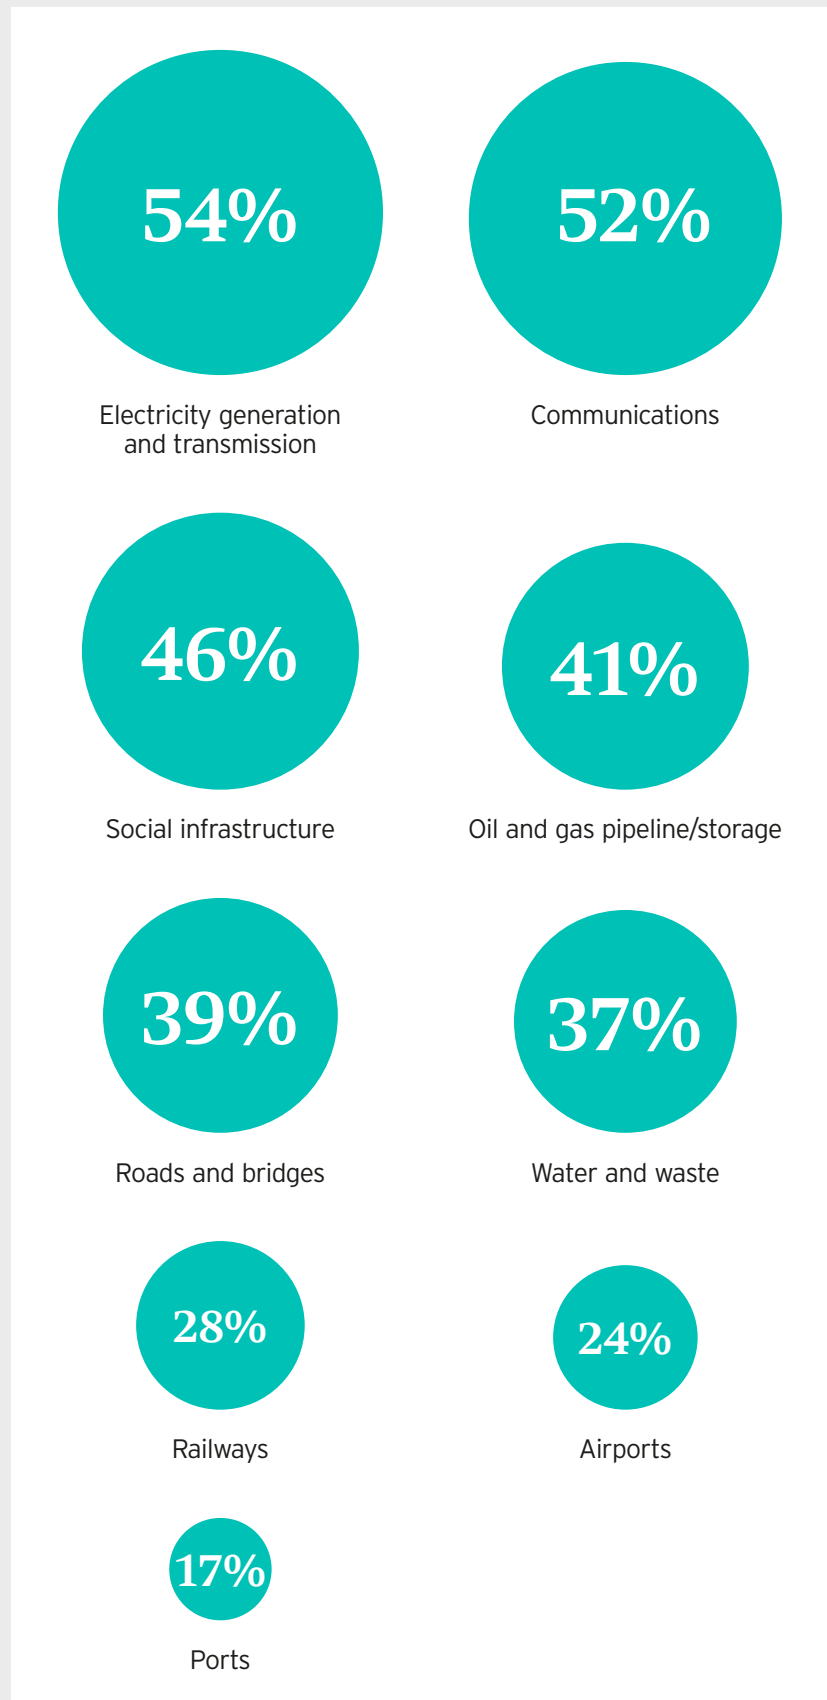 54%
52%
Electricity generation
and transmission
Communications
46%
41%
Social infrastructure
Oil and gas pipeline/storage
39%
37%
Roads and bridges
Water and waste
28%
24%
Railways
Airports
17%
Ports